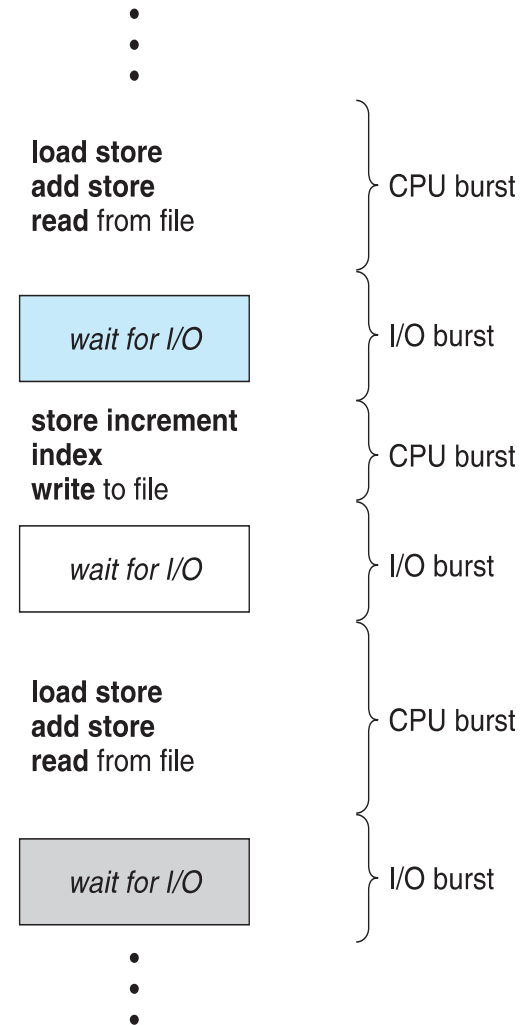 load store
add store
read from file
CPU burst
wait for I/O
I/O burst
store increment
index
write to file
CPU burst
wait for I/O
I/O burst
load store
add store
read from file
CPU burst
wait for I/O
I/O burst